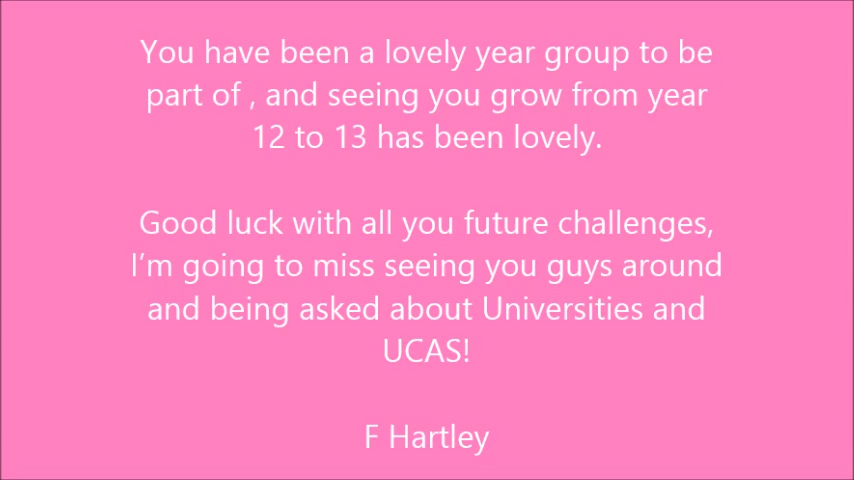 You have been a lovely year group to be
part of , and seeing you grow from year
12 to 13 has been lovely.
Good luck with all you future challenges,
I’m going to miss seeing you guys around
and being asked about Universities and
UCAS!
F Hartley